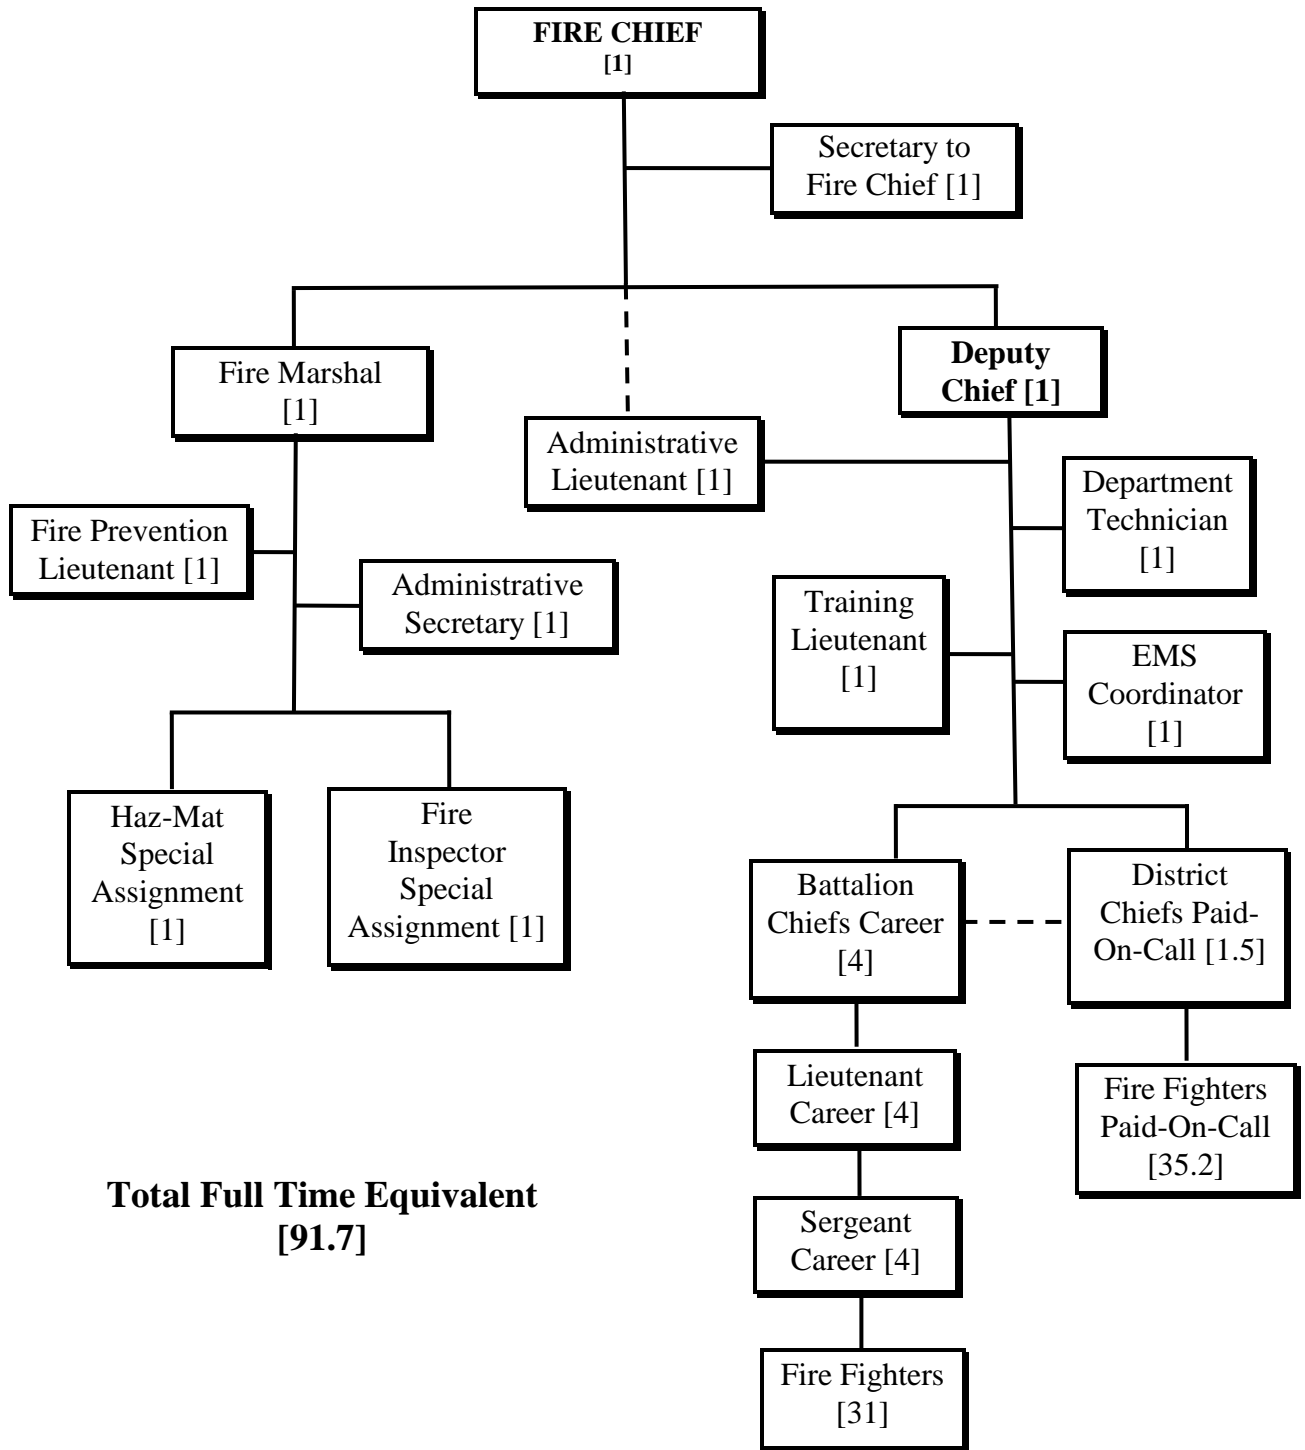 FIRE CHIEF
[1]
Secretary to
Fire Chief [1]
Fire Marshal
[1]
Deputy
Chief [1]
Administrative
Lieutenant [1]
Department
Technician
[1]
Fire Prevention
Lieutenant [1]
Administrative
Secretary [1]
Training
Lieutenant
[1]
EMS
Coordinator
[1]
Haz-Mat
Special
Assignment
[1]
Fire
Inspector
Special
Assignment [1]
Battalion
Chiefs Career
[4]
District
Chiefs Paid-
On-Call [1.5]
Lieutenant
Career [4]
Fire Fighters
Paid-On-Call
[35.2]
Sergeant
Career [4]
Fire Fighters
[31]
Total Full Time Equivalent
[91.7]